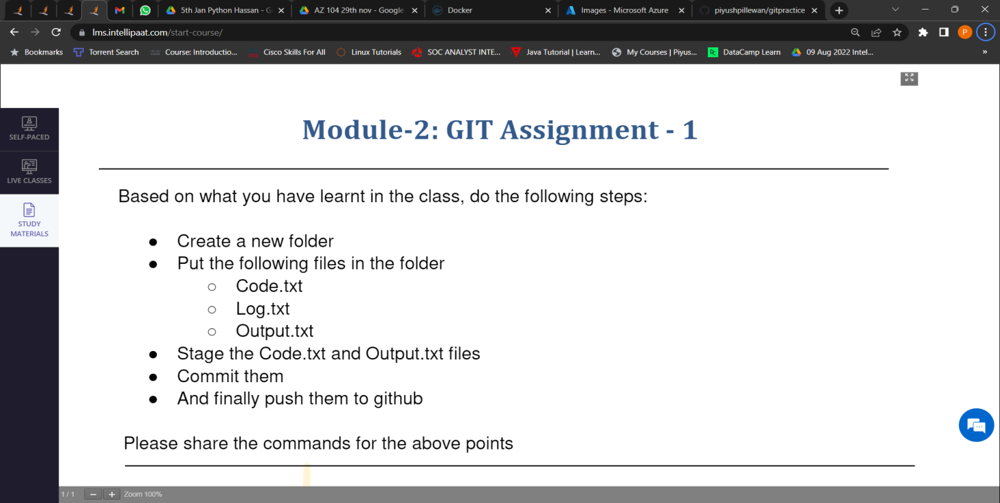 5th Jan Python Hassan - G
AZ 104 29th nov - Google
Docker
Images - Microsoft Azure
piyushpillewan/gitpractice
lms.intellipaat.com/start-course/
P
Bookmarks
Torrent Search
Course: Introductio...
Cisco Skills For All
Linux Tutorials
SOC ANALYST INTE...
Java Tutorial | Learn...
My Courses | Piyus...
DC
DataCamp Learn
09 Aug 2022 Intel...
»
SELF-PACED
LIVE CLASSES
STUDY
MATERIALS
Module-2: GIT Assignment - 1
Based on what you have learnt in the class, do the following steps:
● Create a new folder
● Put the following files in the folder
○ Code.txt
○ Log.txt
○ Output.txt
● Stage the Code.txt and Output.txt files
● Commit them
● And finally push them to github
Please share the commands for the above points
1 / 1
Zoom 100%